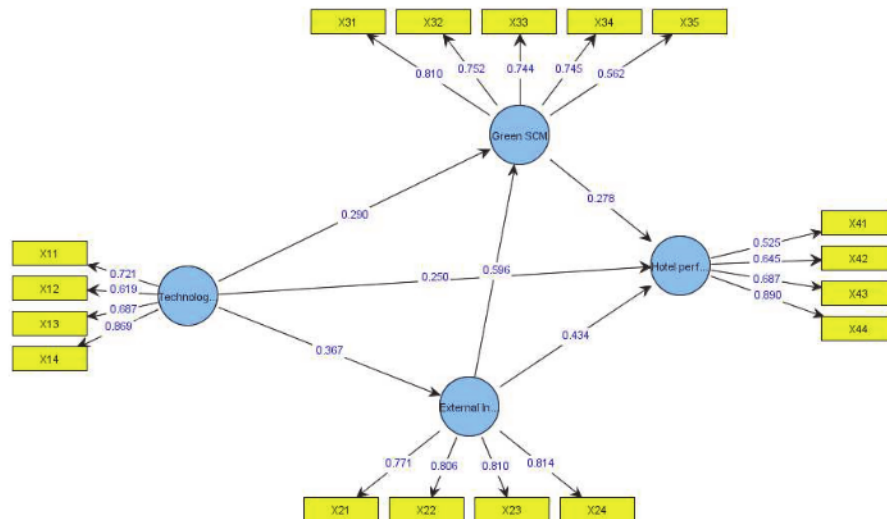 X31 X32 X33 X34 X35
0.810 0.752 0.744 0.745 0.562
Green SCM
0.290
0.278
X11
X12
X13
X14
0.721
0.619
0.687
0.869
Technolog...
0.250
0.596
Hotel perf...
0.525
0.645
0.687
0.890
X41
X42
X43
X44
0.367
0.434
External In...
0.771 0.806 0.810 0.814
X21 X22 X23 X24